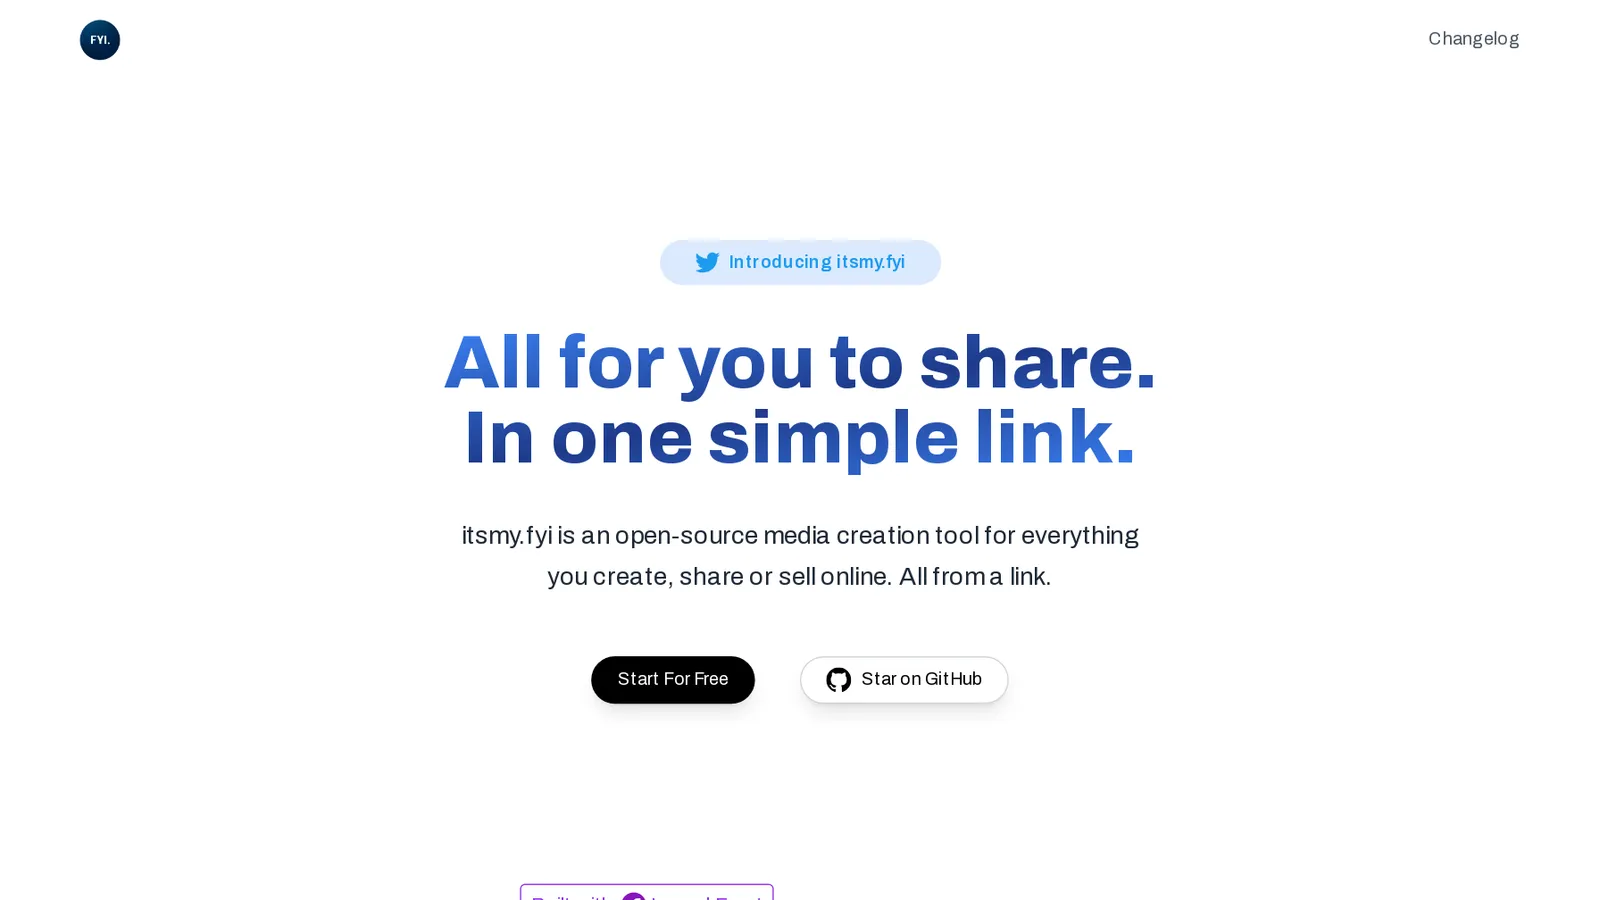 FYI.
Changelog
Introducing itsmy.fyi
All for you to share.
In one simple link.
itsmy.fyi is an open-source media creation tool for everything
you create, share or sell online. All from a link.
Start For Free
Star on GitHub
Built with